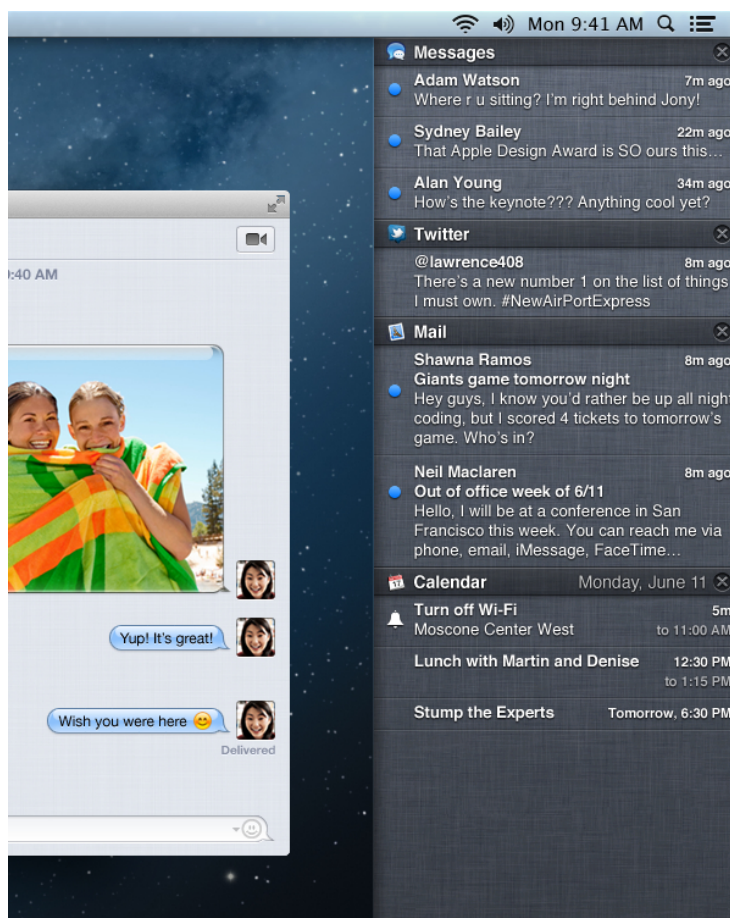 Mon 9:41 AM
Messages
Adam Watson 7m ago
Where r u sitting? I'm right behind Jony!
Sydney Bailey 22m ago
That Apple Design Award is SO ours this…
Alan Young 34m ago
How's the keynote??? Anything cool yet?
Twitter
@lawrence408 8m ago
There's a new number 1 on the list of things
I must own. #NewAirPortExpress
Mail
Shawna Ramos 8m ago
Giants game tomorrow night
Hey guys, I know you'd rather be up all night
coding, but I scored 4 tickets to tomorrow's
game. Who's in?
Neil Maclaren 8m ago
Out of office week of 6/11
Hello, I will be at a conference in San
Francisco this week. You can reach me via
phone, email, iMessage, FaceTime…
Calendar Monday, June 11
Turn off Wi-Fi 5m
Moscone Center West to 11:00 AM
Lunch with Martin and Denise 12:30 PM
to 1:15 PM
Stump the Experts Tomorrow, 6:30 PM
:40 AM
Yup! It's great!
Wish you were here 😊
Delivered